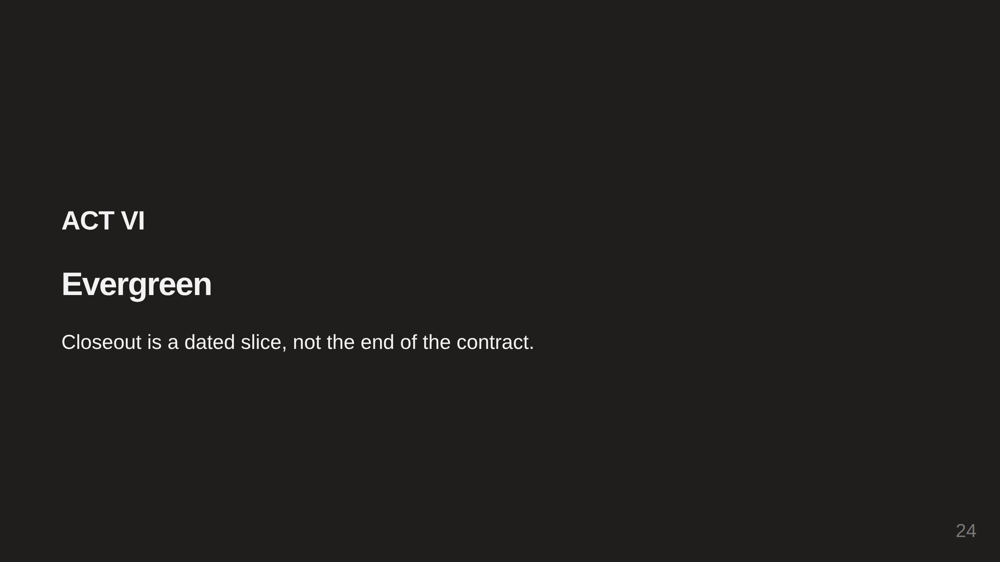 ACT VI
Evergreen
Closeout is a dated slice, not the end of the contract.
24